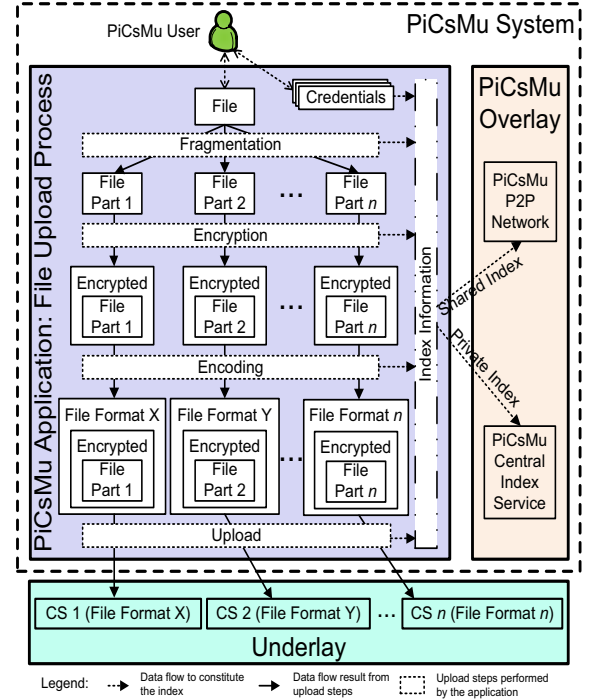 PiCsMu System
PiCsMu User
PiCsMu Application: File Upload Process
File
Credentials
Fragmentation
File
Part 1
File
Part 2
...
File
Part n
Encryption
Encrypted
File
Part 1
Encrypted
File
Part 2
...
Encrypted
File
Part n
Encoding
File Format X
Encrypted
File
Part 1
File Format Y
Encrypted
File
Part 2
...
File Format n
Encrypted
File
Part n
Upload
Index Information
Shared Index
Private Index
PiCsMu
Overlay
PiCsMu
P2P
Network
PiCsMu
Central
Index
Service
CS 1 (File Format X)
CS 2 (File Format Y)
...
CS n (File Format n)
Underlay
Legend:
Data flow to constitute
the index
Data flow result from
upload steps
Upload steps performed
by the application